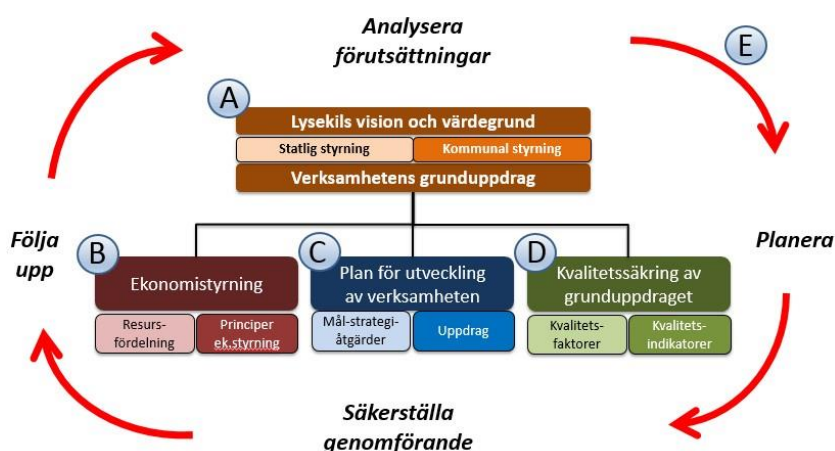 Analysera
förutsättningar
E
A
Lysekils vision och värdegrund
Statlig styrning
Kommunal styrning
Verksamhetens grunduppdrag
Följa
upp
Planera
B
Ekonomistyrning
Resurs-
fördelning
Principer
ek.styrning
C
Plan för utveckling
av verksamheten
Mål-strategi-
åtgärder
Uppdrag
D
Kvalitetssäkring av
grunduppdraget
Kvalitets-
faktorer
Kvalitets-
indikatorer
Säkerställa
genomförande